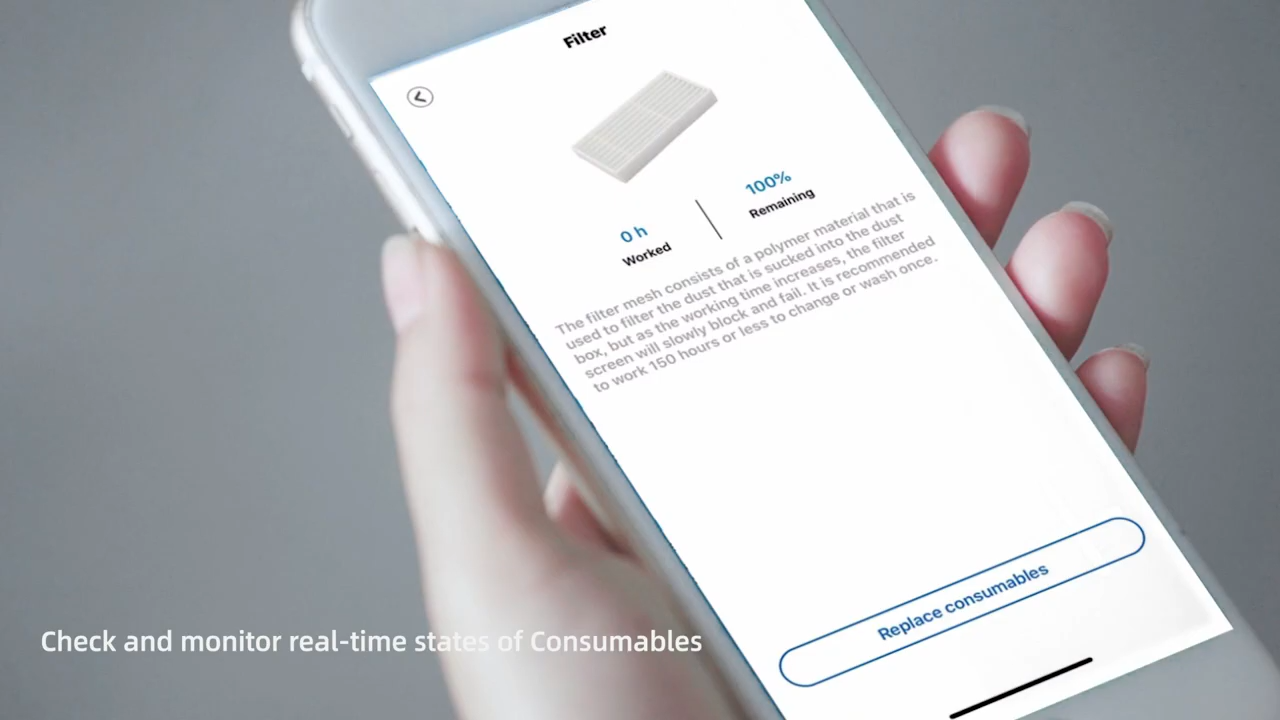 Filter
0 h
Worked
100%
Remaining
The filter mesh consists of a polymer material that is
used to filter the dust that is sucked into the dust
box, but as the working time increases, the filter
screen will slowly block and fail. It is recommended
to work 150 hours or less to change or wash once.
Replace consumables
Check and monitor real-time states of Consumables